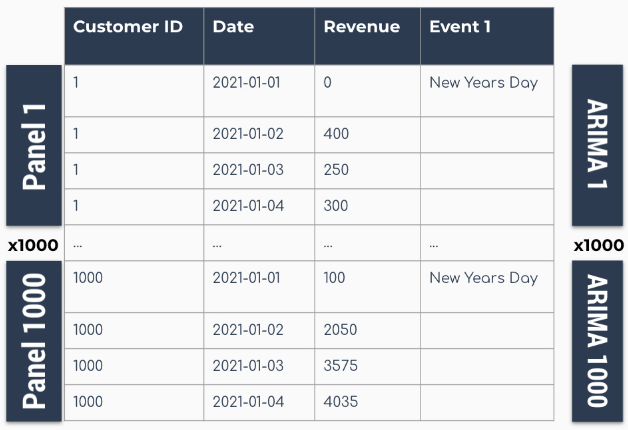 Customer ID Date Revenue Event 1
Panel 1
1 2021-01-01 0 New Years Day
1 2021-01-02 400
1 2021-01-03 250
1 2021-01-04 300
ARIMA 1
x1000 ... ... ... ... x1000
Panel 1000
1000 2021-01-01 100 New Years Day
1000 2021-01-02 2050
1000 2021-01-03 3575
1000 2021-01-04 4035
ARIMA 1000